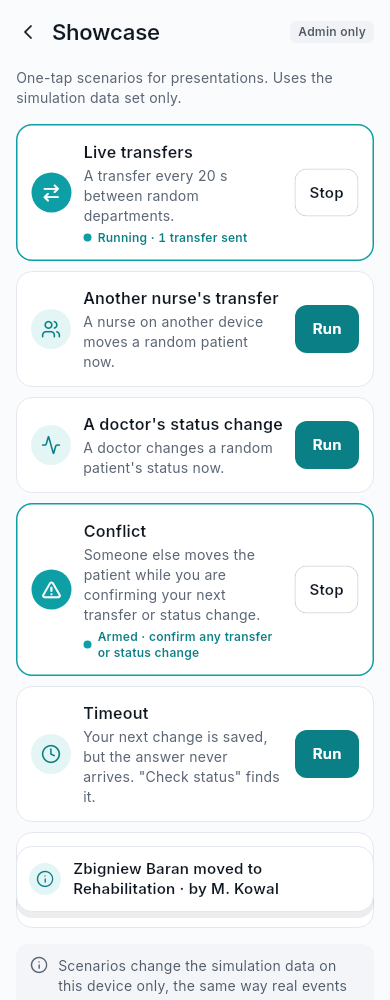 Showcase
Admin only
One-tap scenarios for presentations. Uses the
simulation data set only.
Live transfers
A transfer every 20 s
between random
departments.
Running · 1 transfer sent
Stop
Another nurse's transfer
A nurse on another device
moves a random patient
now.
Run
A doctor's status change
A doctor changes a random
patient's status now.
Run
Conflict
Someone else moves the
patient while you are
confirming your next
transfer or status change.
Armed · confirm any transfer
or status change
Stop
Timeout
Your next change is saved,
but the answer never
arrives. "Check status" finds
it.
Run
Zbigniew Baran moved to
Rehabilitation · by M. Kowal
Scenarios change the simulation data on
this device only, the same way real events